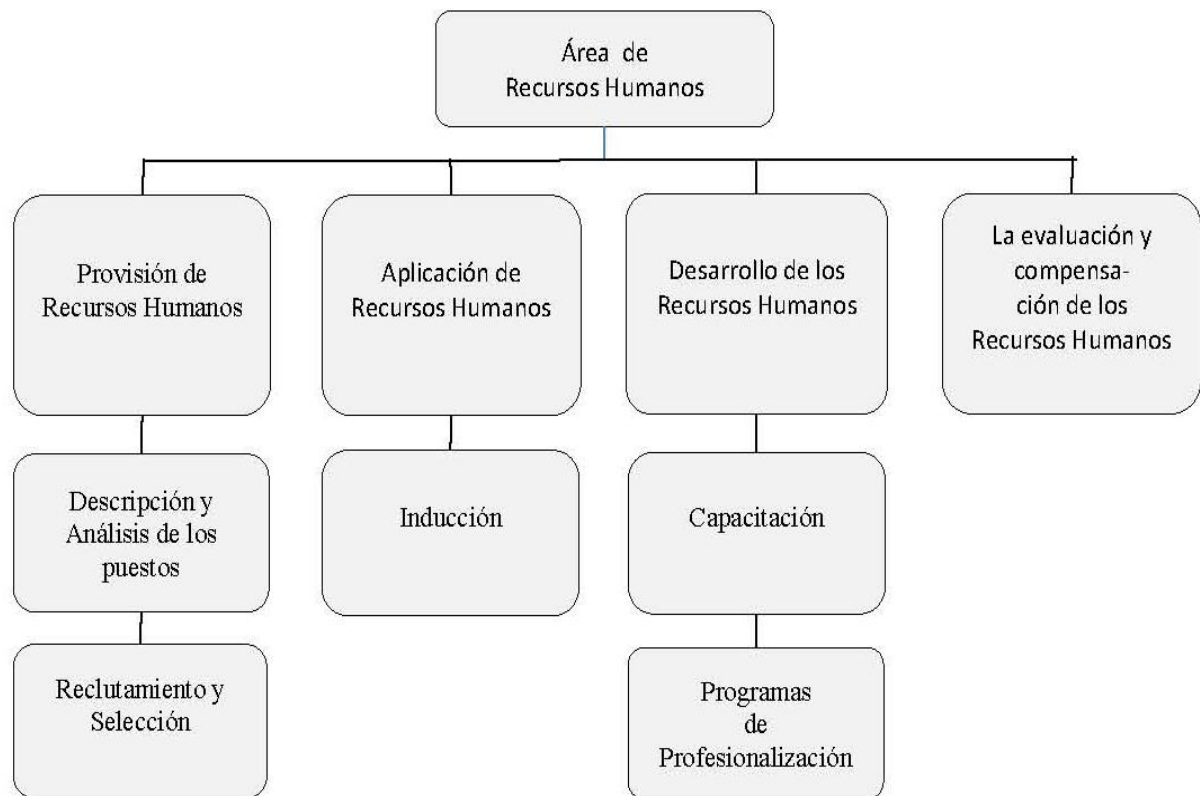 Área de
Recursos Humanos
Provisión de
Recursos Humanos
Aplicación de
Recursos Humanos
Desarrollo de los
Recursos Humanos
La evaluación y
compensa-
ción de los
Recursos Humanos
Descripción y
Análisis de los
puestos
Inducción
Capacitación
Reclutamiento y
Selección
Programas
de
Profesionalización